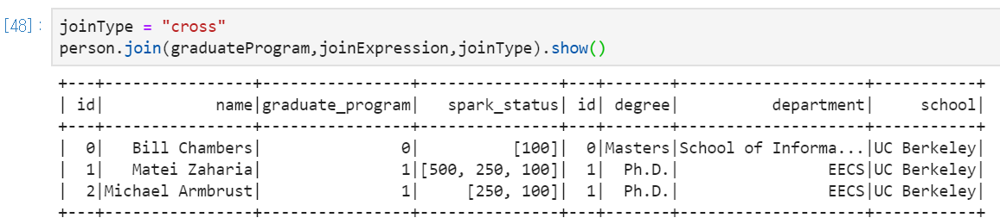 [48]: joinType = "cross"
person.join(graduateProgram,joinExpression,joinType).show()
+---+----------------+----------------+---------------+---+-------+--------------------+-----------+
| id|            name|graduate_program|   spark_status| id| degree|          department|     school|
+---+----------------+----------------+---------------+---+-------+--------------------+-----------+
|  0|   Bill Chambers|               0|          [100]|  0|Masters|School of Informa...|UC Berkeley|
|  1|   Matei Zaharia|               1|[500, 250, 100]|  1|  Ph.D.|                EECS|UC Berkeley|
|  2|Michael Armbrust|               1|     [250, 100]|  1|  Ph.D.|                EECS|UC Berkeley|
+---+----------------+----------------+---------------+---+-------+--------------------+-----------+